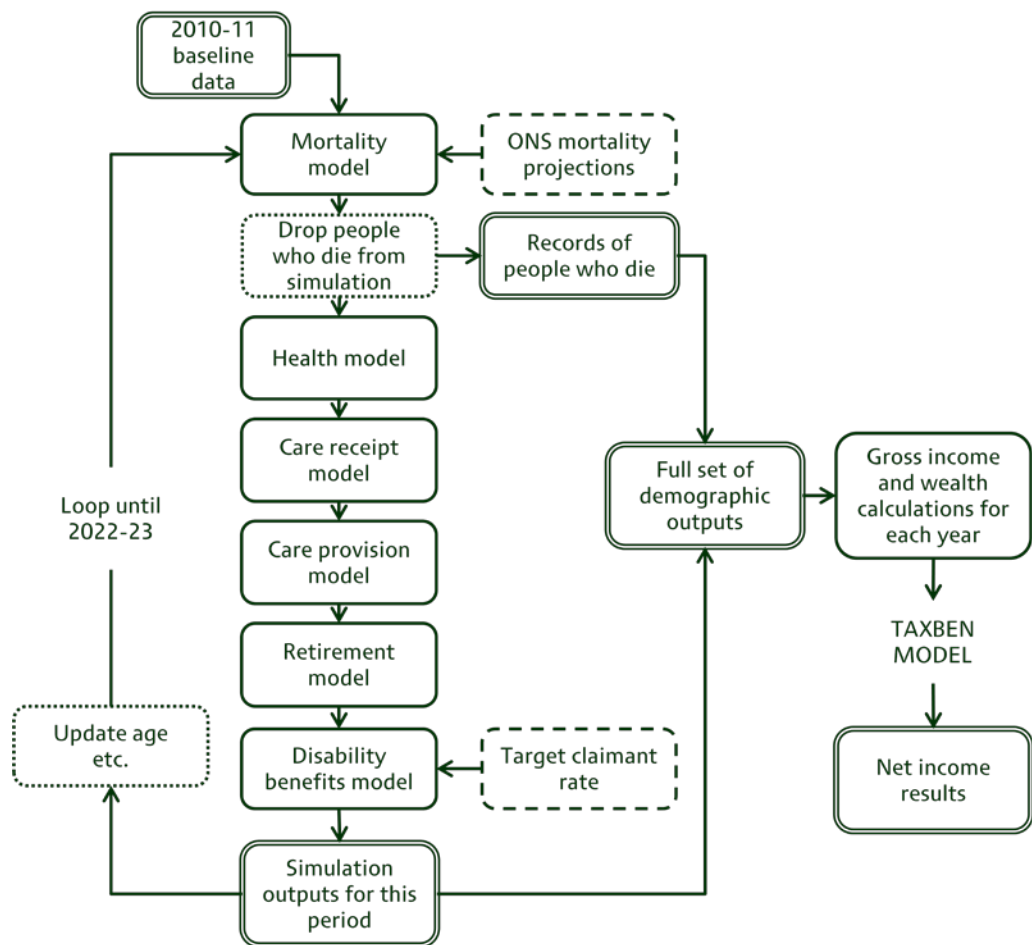 2010-11
baseline
data
Mortality
model
ONS mortality
projections
Drop people
who die from
simulation
Records of
people who die
Health model
Care receipt
model
Full set of
demographic
outputs
Gross income
and wealth
calculations for
each year
Loop until
2022-23
Care provision
model
TAXBEN
MODEL
Retirement
model
Update age
etc.
Disability
benefits model
Target claimant
rate
Net income
results
Simulation
outputs for this
period